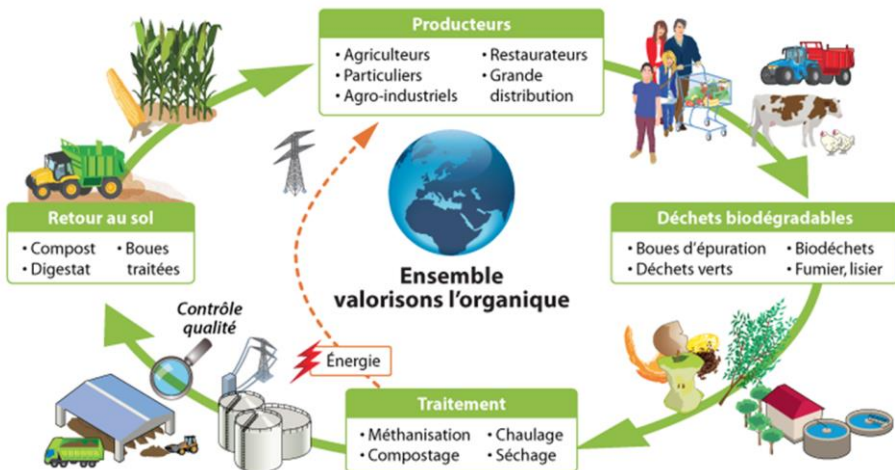 Producteurs
• Agriculteurs
• Particuliers
• Agro-industriels
• Restaurateurs
• Grande
distribution
Déchets biodégradables
• Boues d'épuration
• Déchets verts
• Biodéchets
• Fumier, lisier
Retour au sol
• Compost
• Digestat
• Boues
traitées
Ensemble
valorisons l'organique
Contrôle
qualité
Énergie
Traitement
• Méthanisation
• Compostage
• Chaulage
• Séchage